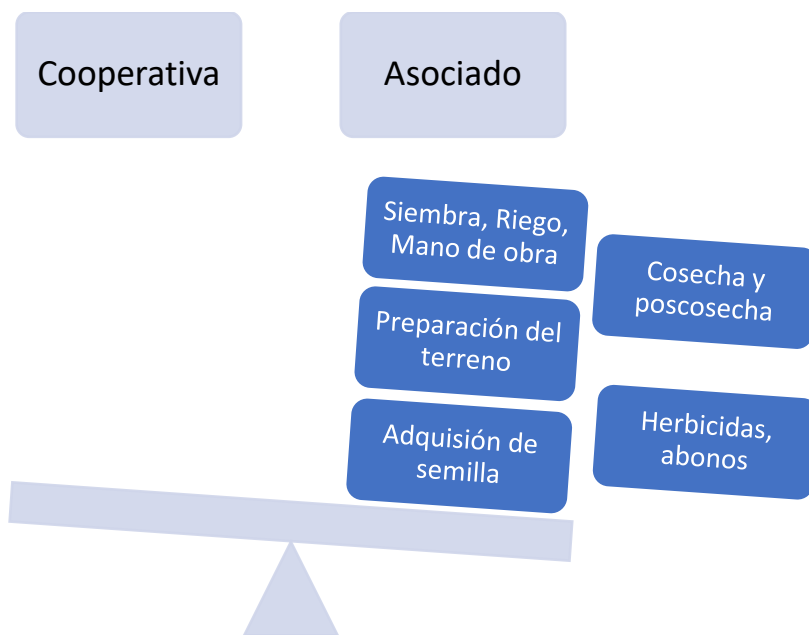 Cooperativa
Asociado
Siembra, Riego,
Mano de obra
Cosecha y
poscosecha
Preparación del
terreno
Adquisión de
semilla
Herbicidas,
abonos